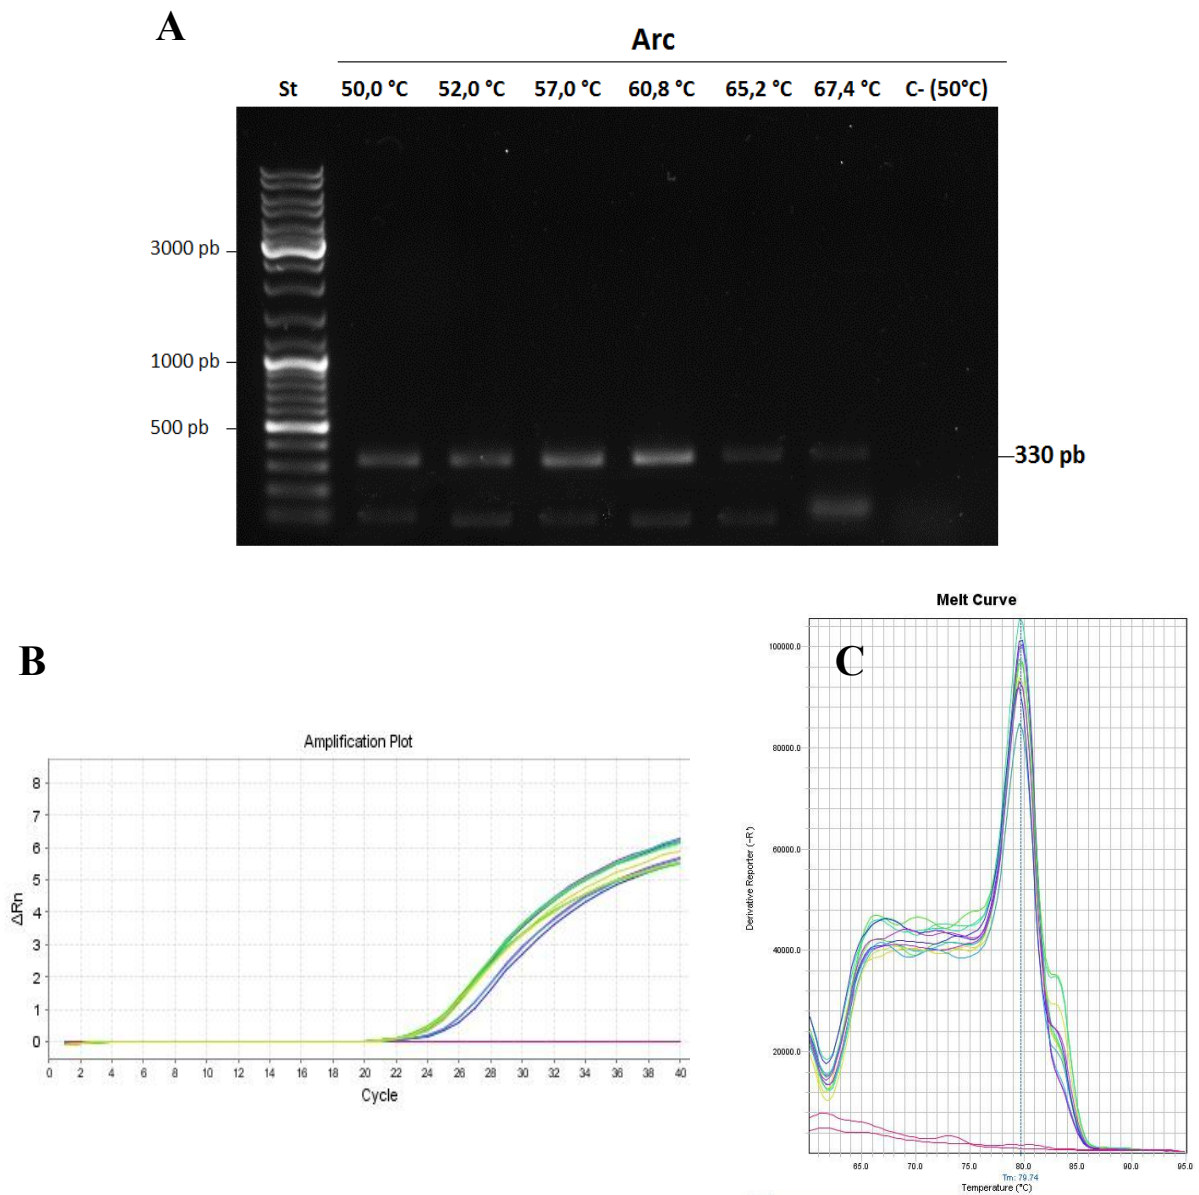 A
Arc
St 50,0 °C 52,0 °C 57,0 °C 60,8 °C 65,2 °C 67,4 °C C- (50°C)
3000 pb
1000 pb
500 pb
330 pb
B
Amplification Plot
ΔRn
8
7
6
5
4
3
2
1
0
0 2 4 6 8 10 12 14 16 18 20 22 24 26 28 30 32 34 36 38 40
Cycle
Melt Curve
C
Derivative Reporter (-R')
100000.0
80000.0
60000.0
40000.0
20000.0
65.0 70.0 75.0 80.0 85.0 90.0 95.0
Tm: 79.74
Temperature (°C)